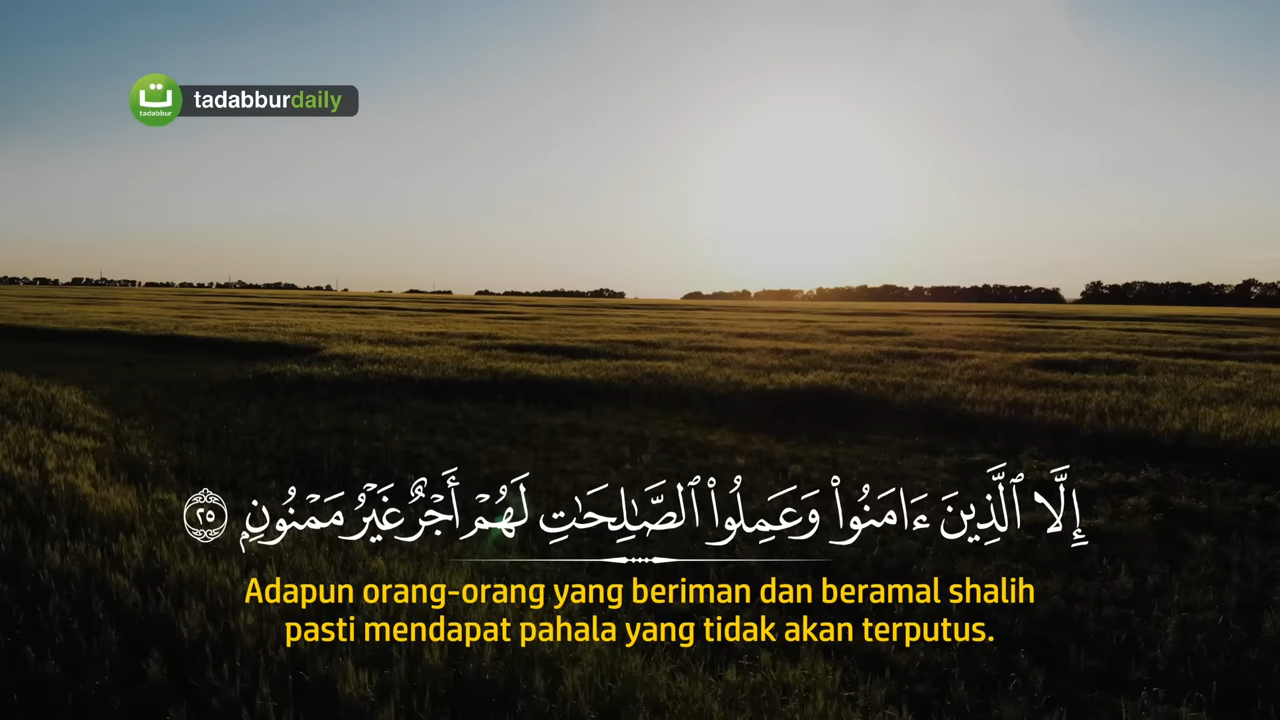 ت
tadabbur
tadabburdaily
إِلَّا ٱلَّذِينَ ءَامَنُوا۟ وَعَمِلُوا۟ ٱلصَّـٰلِحَـٰتِ لَهُمْ أَجْرٌ غَيْرُ مَمْنُونٍۭ ٢٥
Adapun orang-orang yang beriman dan beramal shalih
pasti mendapat pahala yang tidak akan terputus.